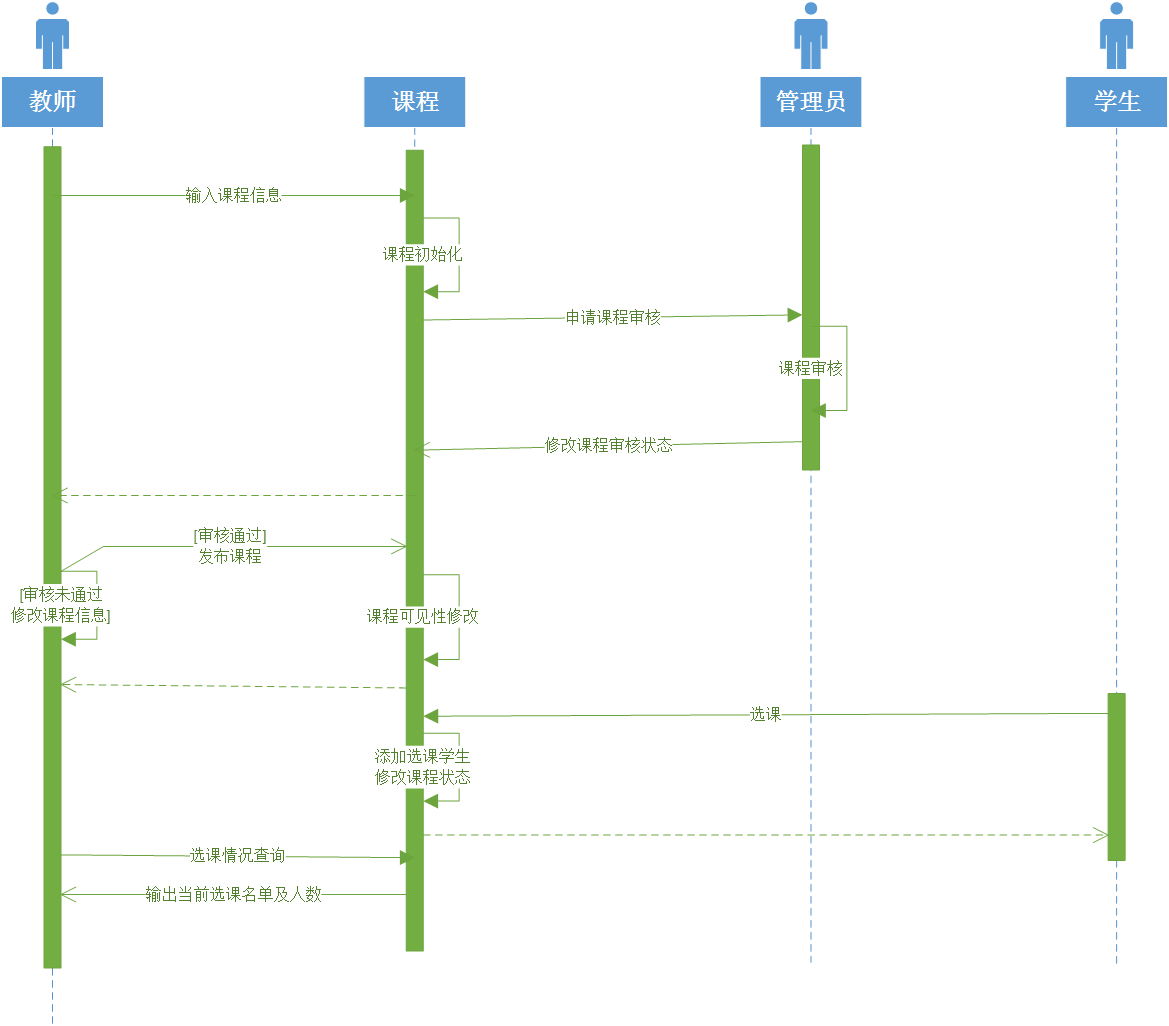 教师
课程
管理员
学生
输入课程信息
课程初始化
申请课程审核
课程审核
修改课程审核状态
[审核通过]
发布课程
[审核未通过
修改课程信息]
课程可见性修改
选课
添加选课学生
修改课程状态
选课情况查询
输出当前选课名单及人数